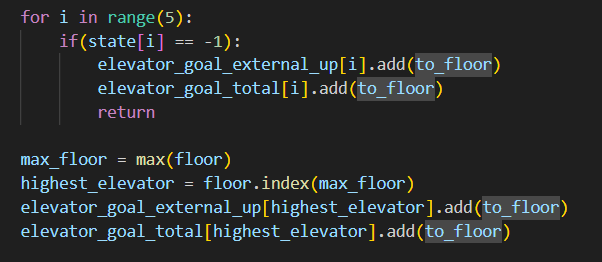 for i in range(5):
    if(state[i] == -1):
        elevator_goal_external_up[i].add(to_floor)
        elevator_goal_total[i].add(to_floor)
        return

max_floor = max(floor)
highest_elevator = floor.index(max_floor)
elevator_goal_external_up[highest_elevator].add(to_floor)
elevator_goal_total[highest_elevator].add(to_floor)